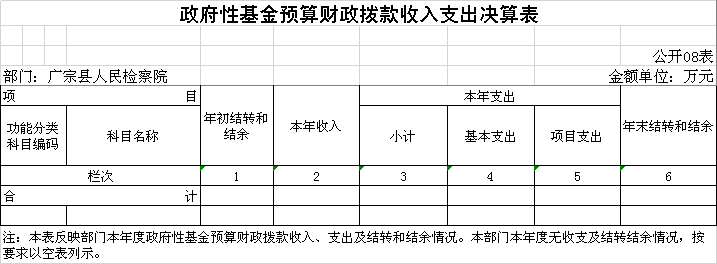 政府性基金预算财政拨款收入支出决算表
公开08表
部门：广宗县人民检察院 金额单位：万元
项 目 年初结转和结余 本年收入 本年支出 年末结转和结余
功能分类科目编码 科目名称 小计 基本支出 项目支出
栏次 1 2 3 4 5 6
合 计
注：本表反映部门本年度政府性基金预算财政拨款收入、支出及结转和结余情况。本部门本年度无收支及结转结余情况，按
要求以空表列示。